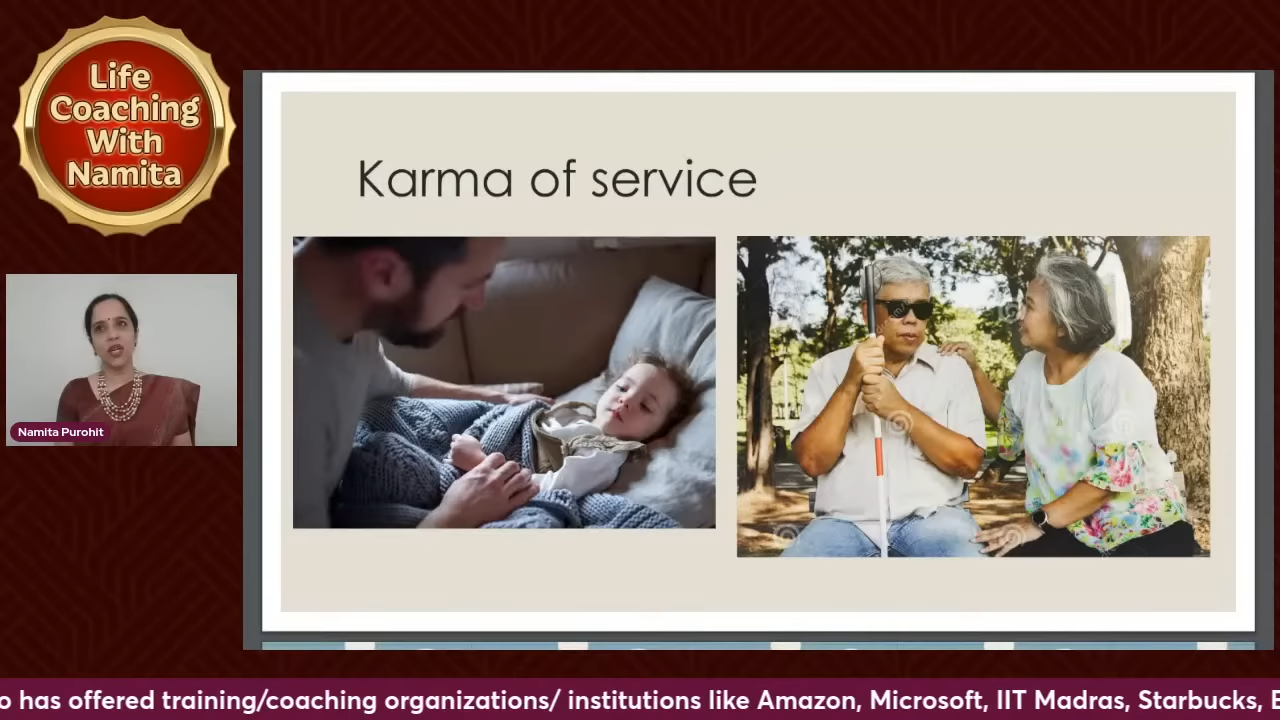 Life
Coaching
With
Namita
Karma of service
Namita Purohit
o has offered training/coaching organizations/ institutions like Amazon, Microsoft, IIT Madras, Starbucks, E